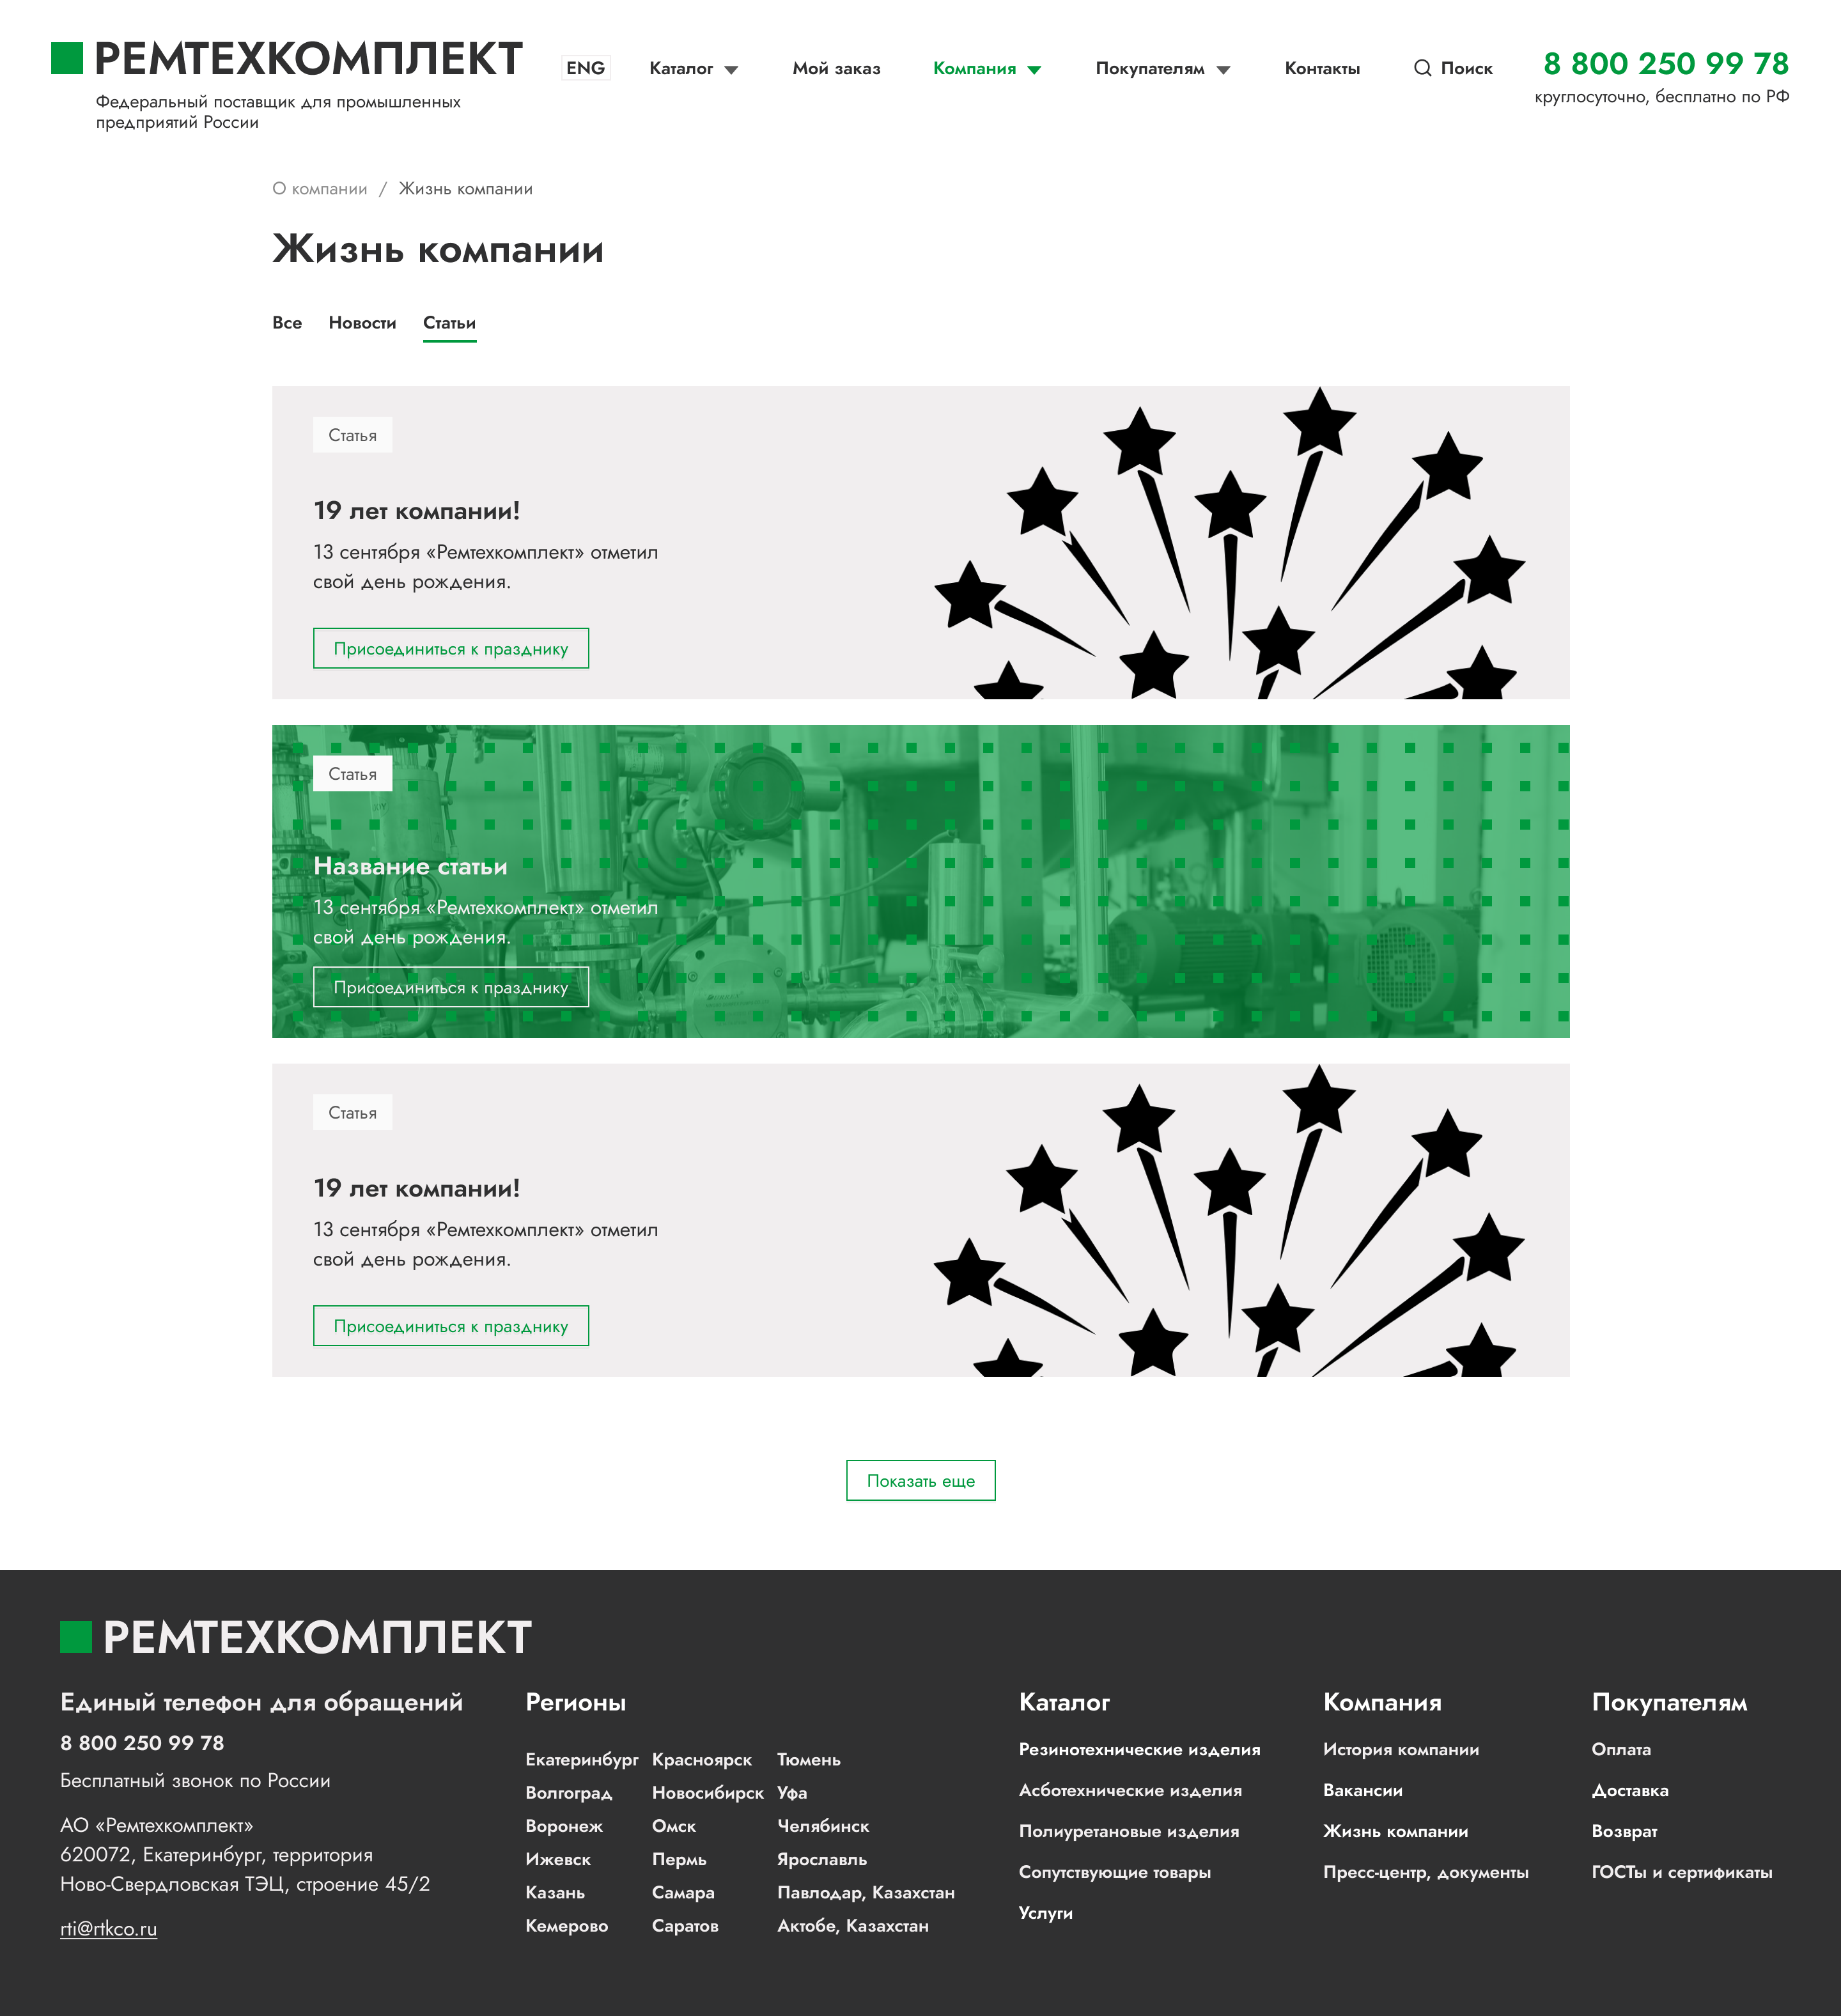 РЕМТЕХКОМПЛЕКТ
Федеральный поставщик для промышленных
предприятий России
ENG
Каталог
Мой заказ
Компания
Покупателям
Контакты
Поиск
8 800 250 99 78
круглосуточно, бесплатно по РФ
О компании / Жизнь компании
Жизнь компании
Все
Новости
Статьи
Статья
19 лет компании!
13 сентября «Ремтехкомплект» отметил
свой день рождения.
Присоединиться к празднику
Статья
Название статьи
13 сентября «Ремтехкомплект» отметил
свой день рождения.
Присоединиться к празднику
Статья
19 лет компании!
13 сентября «Ремтехкомплект» отметил
свой день рождения.
Присоединиться к празднику
Показать еще
РЕМТЕХКОМПЛЕКТ
Единый телефон для обращений
8 800 250 99 78
Бесплатный звонок по России
АО «Ремтехкомплект»
620072, Екатеринбург, территория
Ново-Свердловская ТЭЦ, строение 45/2
rti@rtkco.ru
Регионы
Екатеринбург
Волгоград
Воронеж
Ижевск
Казань
Кемерово
Красноярск
Новосибирск
Омск
Пермь
Самара
Саратов
Тюмень
Уфа
Челябинск
Ярославль
Павлодар, Казахстан
Актобе, Казахстан
Каталог
Резинотехнические изделия
Асботехнические изделия
Полиуретановые изделия
Сопутствующие товары
Услуги
Компания
История компании
Вакансии
Жизнь компании
Пресс-центр, документы
Покупателям
Оплата
Доставка
Возврат
ГОСТы и сертификаты